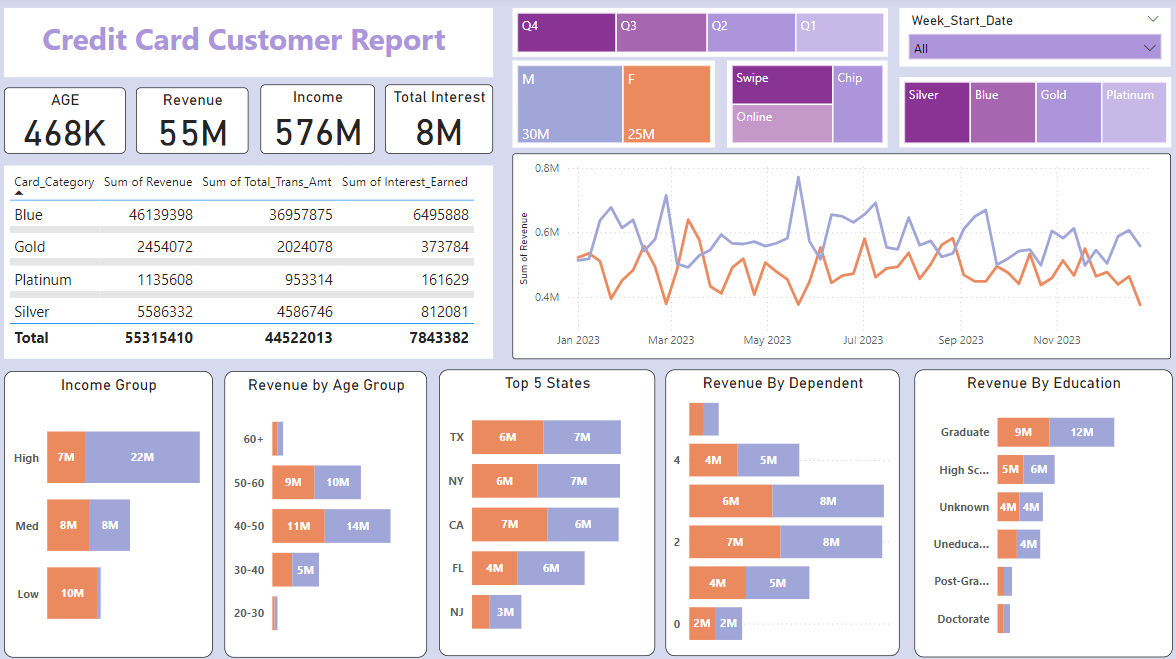 Credit Card Customer Report
Q4 Q3 Q2 Q1
Week_Start_Date
All
AGE
468K
Revenue
55M
Income
576M
Total Interest
8M
M
30M
F
25M
Swipe
Online
Chip
Silver Blue Gold Platinum
Card_Category Sum of Revenue Sum of Total_Trans_Amt Sum of Interest_Earned
Blue 46139398 36957875 6495888
Gold 2454072 2024078 373784
Platinum 1135608 953314 161629
Silver 5586332 4586746 812081
Total 55315410 44522013 7843382
Sum of Revenue
0.8M
0.6M
0.4M
Jan 2023 Mar 2023 May 2023 Jul 2023 Sep 2023 Nov 2023
Income Group
High 7M 22M
Med 8M 8M
Low 10M
Revenue by Age Group
60+
50-60 9M 10M
40-50 11M 14M
30-40 5M
20-30
Top 5 States
TX 6M 7M
NY 6M 7M
CA 7M 6M
FL 4M 6M
NJ 3M
Revenue By Dependent
4 4M 5M
6M 8M
2 7M 8M
4M 5M
0 2M 2M
Revenue By Education
Graduate 9M 12M
High Sc... 5M 6M
Unknown 4M 4M
Uneduca... 4M
Post-Gra...
Doctorate